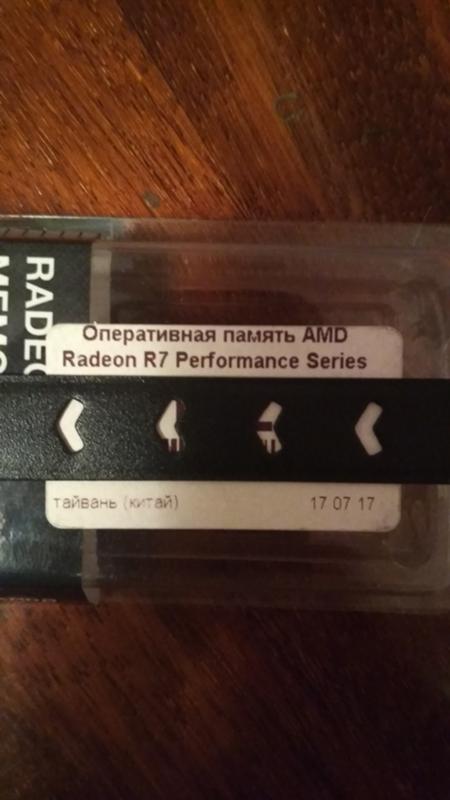 Оперативная память AMD
Radeon R7 Performance Series
тайвань (китай) 17 07 17